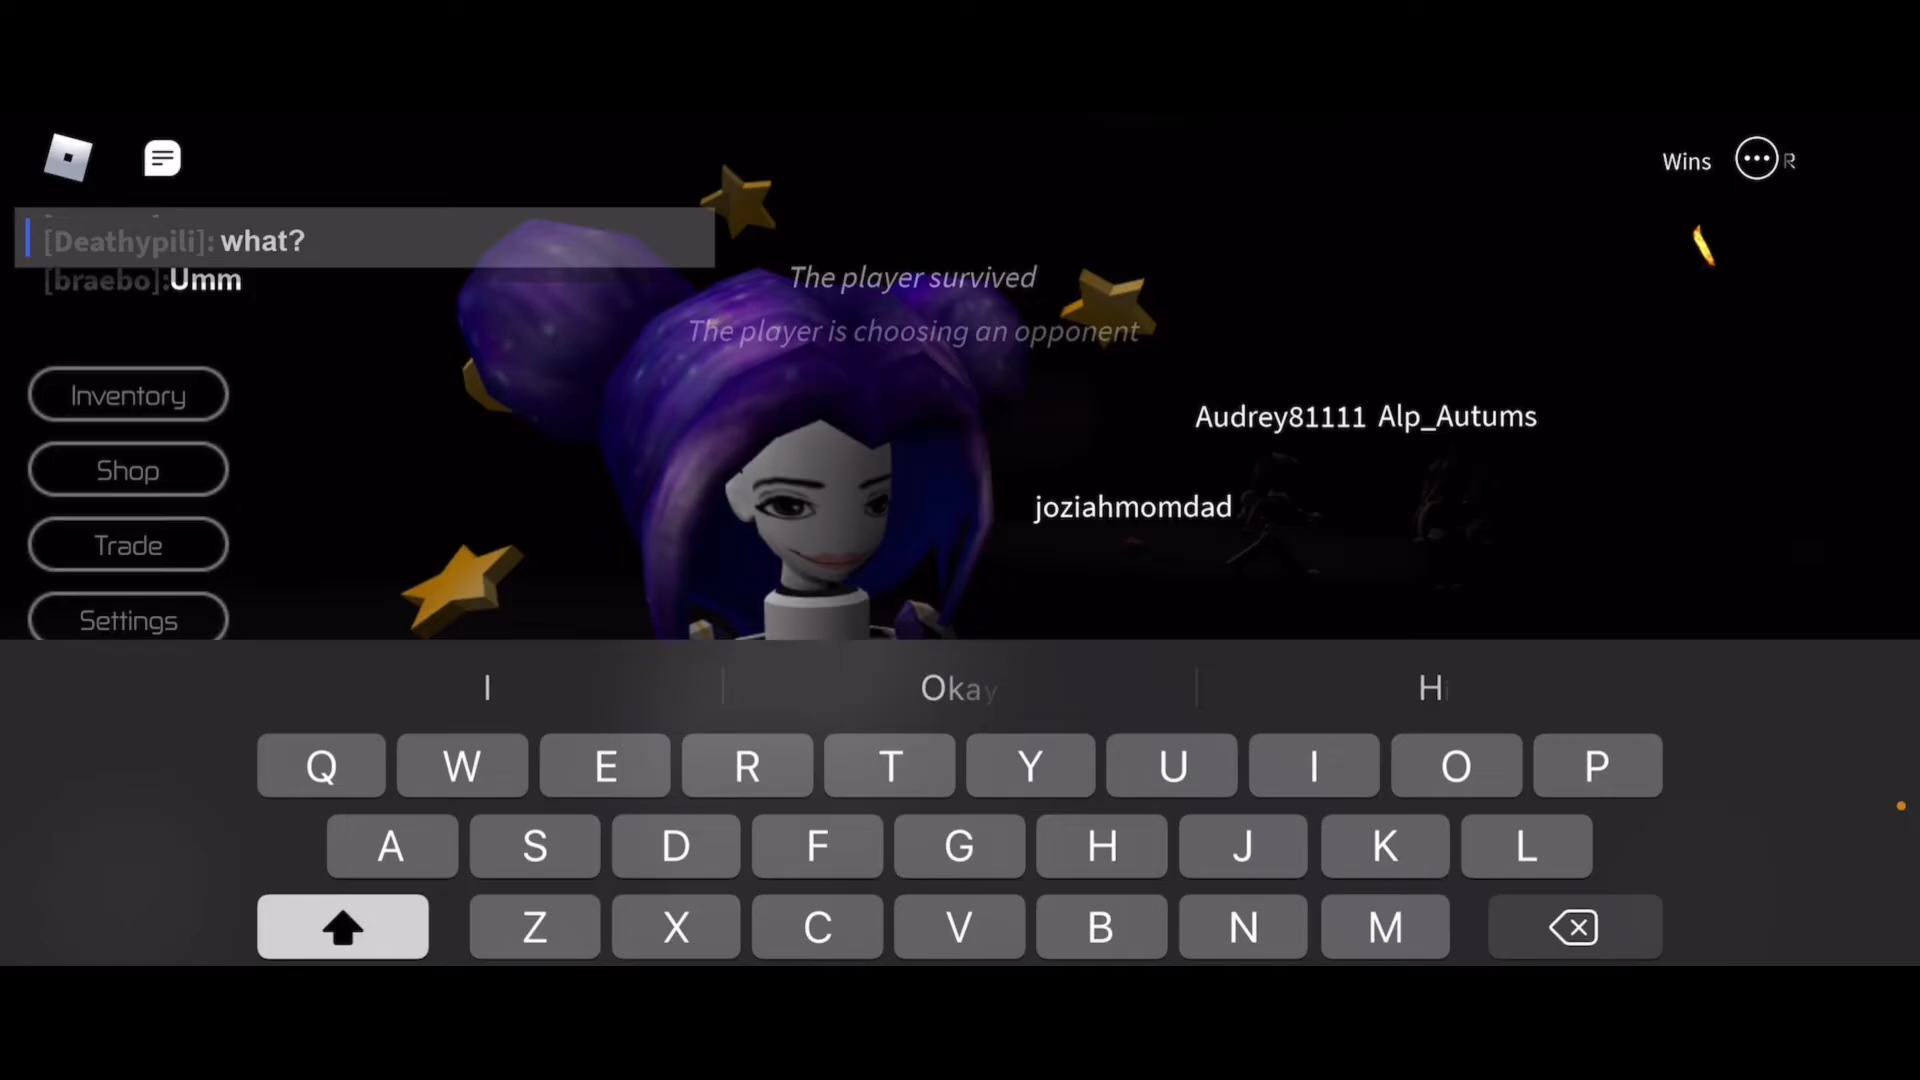 Wins
R
[Deathypili]: what?
[braebo]:Umm
The player survived
The player is choosing an opponent
Inventory
Shop
Trade
Settings
Audrey81111 Alp_Autums
joziahmomdad
I Okay Hi
Q W E R T Y U I O P
A S D F G H J K L
Z X C V B N M